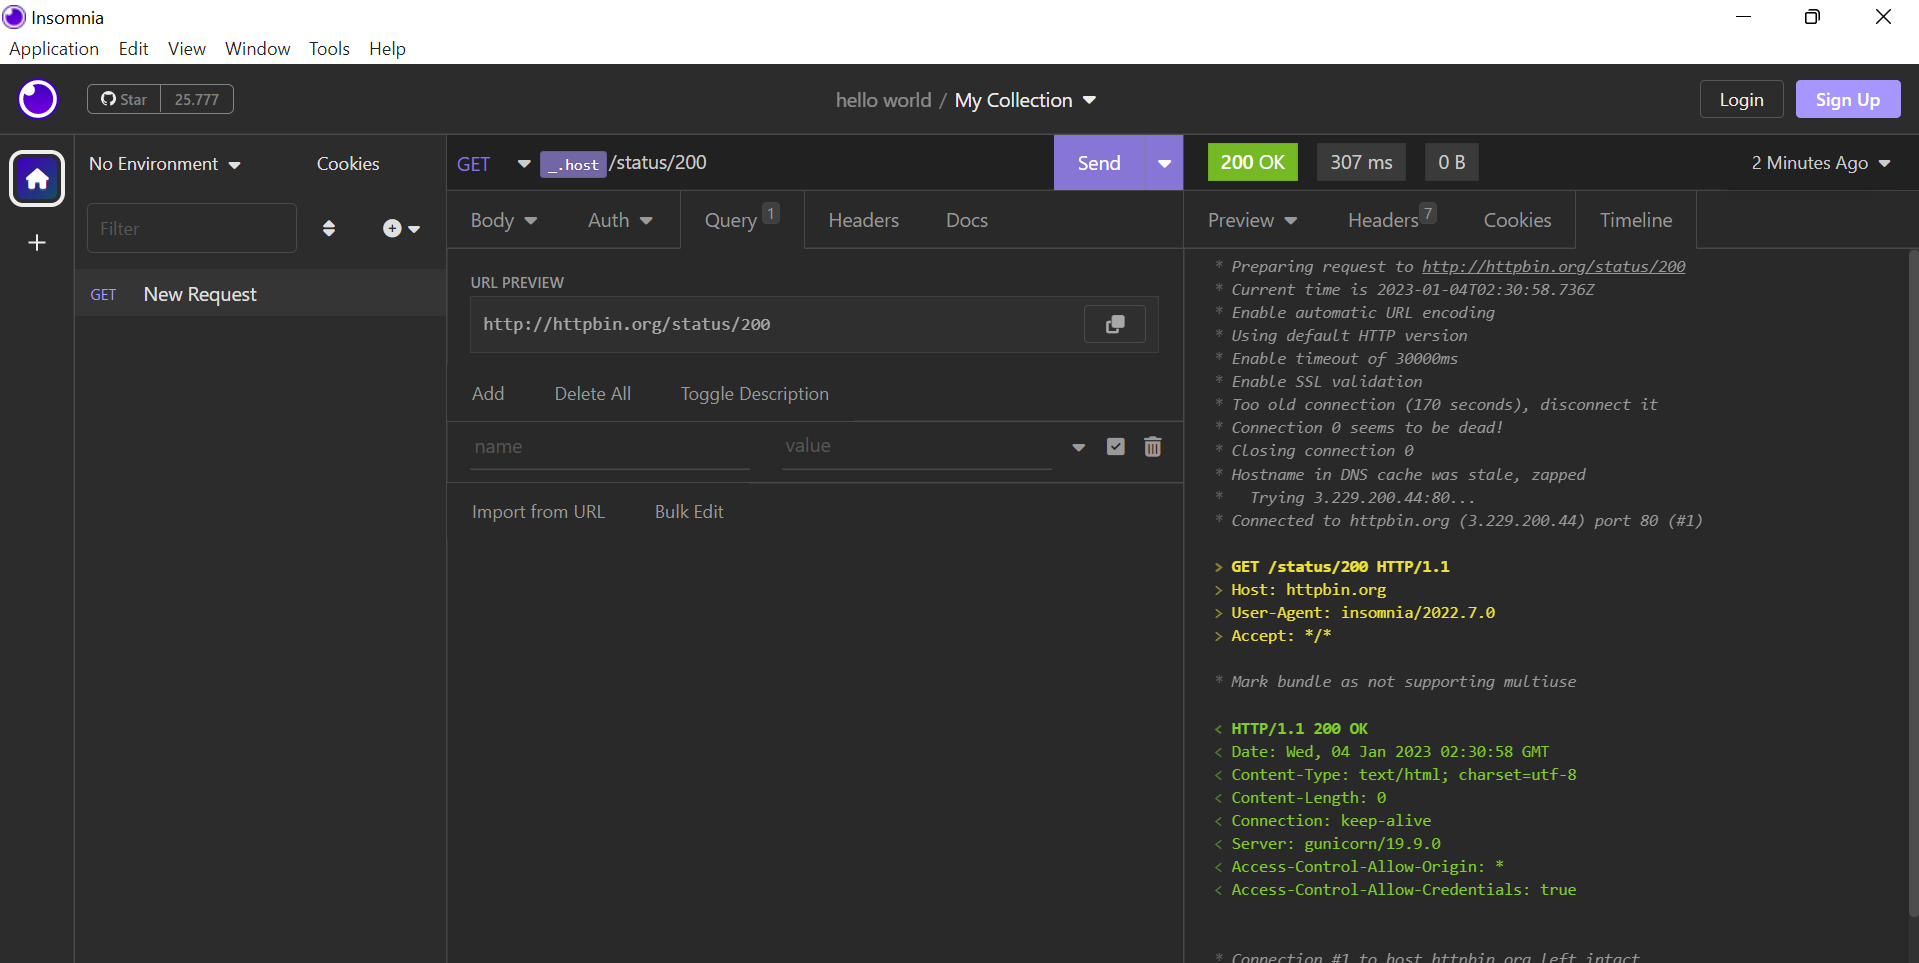 Insomnia
Application Edit View Window Tools Help
Star 25.777
hello world / My Collection
Login Sign Up
No Environment Cookies
Filter
GET New Request
GET _.host /status/200 Send
Body Auth Query 1 Headers Docs
URL PREVIEW
http://httpbin.org/status/200
Add Delete All Toggle Description
name value
Import from URL Bulk Edit
200 OK 307 ms 0 B 2 Minutes Ago
Preview Headers 7 Cookies Timeline
* Preparing request to http://httpbin.org/status/200
* Current time is 2023-01-04T02:30:58.736Z
* Enable automatic URL encoding
* Using default HTTP version
* Enable timeout of 30000ms
* Enable SSL validation
* Too old connection (170 seconds), disconnect it
* Connection 0 seems to be dead!
* Closing connection 0
* Hostname in DNS cache was stale, zapped
*   Trying 3.229.200.44:80...
* Connected to httpbin.org (3.229.200.44) port 80 (#1)
> GET /status/200 HTTP/1.1
> Host: httpbin.org
> User-Agent: insomnia/2022.7.0
> Accept: */*
* Mark bundle as not supporting multiuse
< HTTP/1.1 200 OK
< Date: Wed, 04 Jan 2023 02:30:58 GMT
< Content-Type: text/html; charset=utf-8
< Content-Length: 0
< Connection: keep-alive
< Server: gunicorn/19.9.0
< Access-Control-Allow-Origin: *
< Access-Control-Allow-Credentials: true
* Connection #1 to host httpbin.org left intact